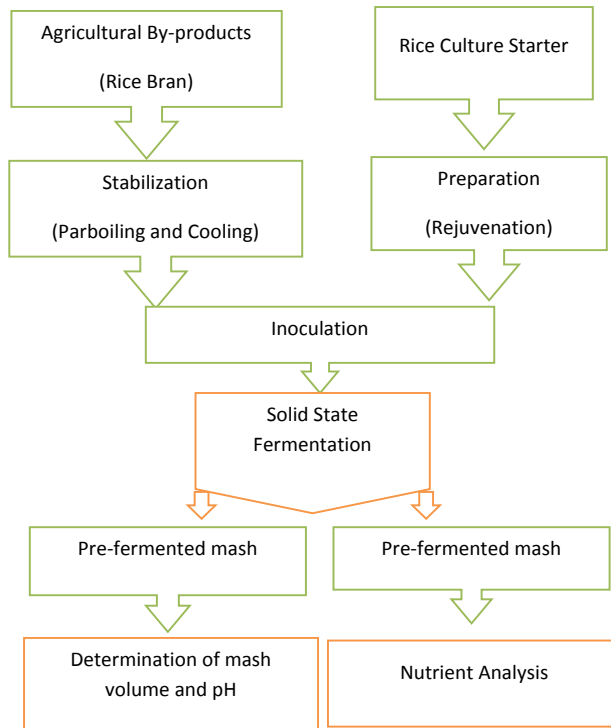 Agricultural By-products
(Rice Bran)
Rice Culture Starter
Stabilization
(Parboiling and Cooling)
Preparation
(Rejuvenation)
Inoculation
Solid State
Fermentation
Pre-fermented mash
Pre-fermented mash
Determination of mash
volume and pH
Nutrient Analysis